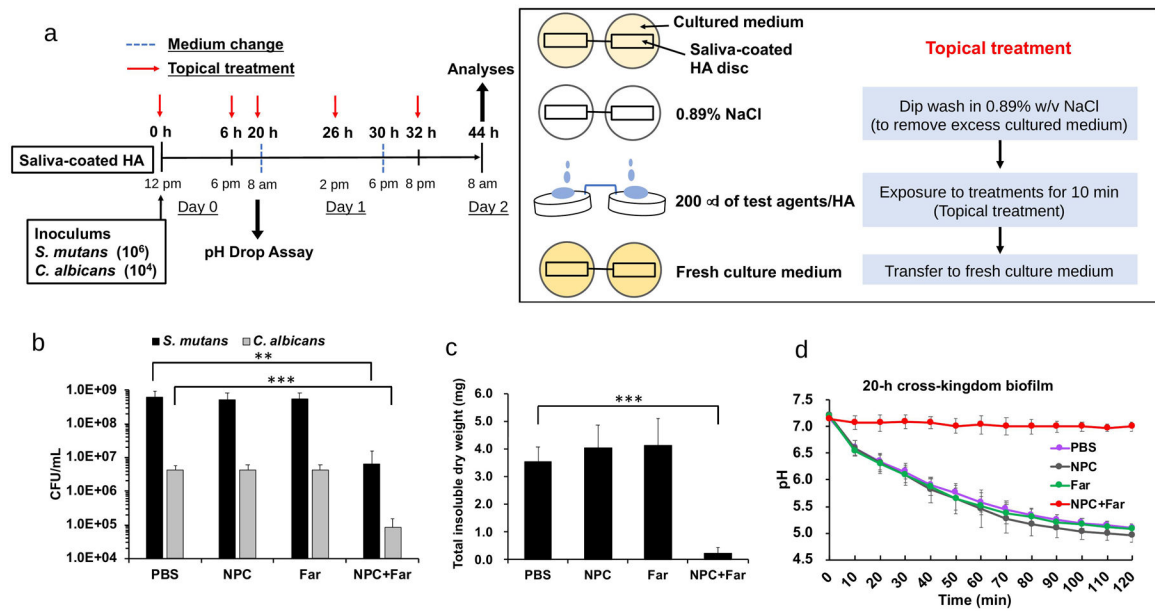 a
Medium change
Topical treatment
Analyses
0 h 6 h 20 h 26 h 30 h 32 h 44 h
Saliva-coated HA
12 pm 6 pm 8 am 2 pm 6 pm 8 pm 8 am
Day 0 Day 1 Day 2
Inoculums
S. mutans (10⁶)
C. albicans (10⁴)
pH Drop Assay
Cultured medium
Saliva-coated
HA disc
0.89% NaCl
200 ∝l of test agents/HA
Fresh culture medium
Topical treatment
Dip wash in 0.89% w/v NaCl
(to remove excess cultured medium)
Exposure to treatments for 10 min
(Topical treatment)
Transfer to fresh culture medium
b
S. mutans C. albicans
**
***
CFU/mL
1.0E+09
1.0E+08
1.0E+07
1.0E+06
1.0E+05
1.0E+04
PBS NPC Far NPC+Far
c
***
Total insoluble dry weight (mg)
6.0
5.0
4.0
3.0
2.0
1.0
0.0
PBS NPC Far NPC+Far
d
20-h cross-kingdom biofilm
pH
7.5
7.0
6.5
6.0
5.5
5.0
4.5
PBS
NPC
Far
NPC+Far
0 10 20 30 40 50 60 70 80 90 100 110 120
Time (min)